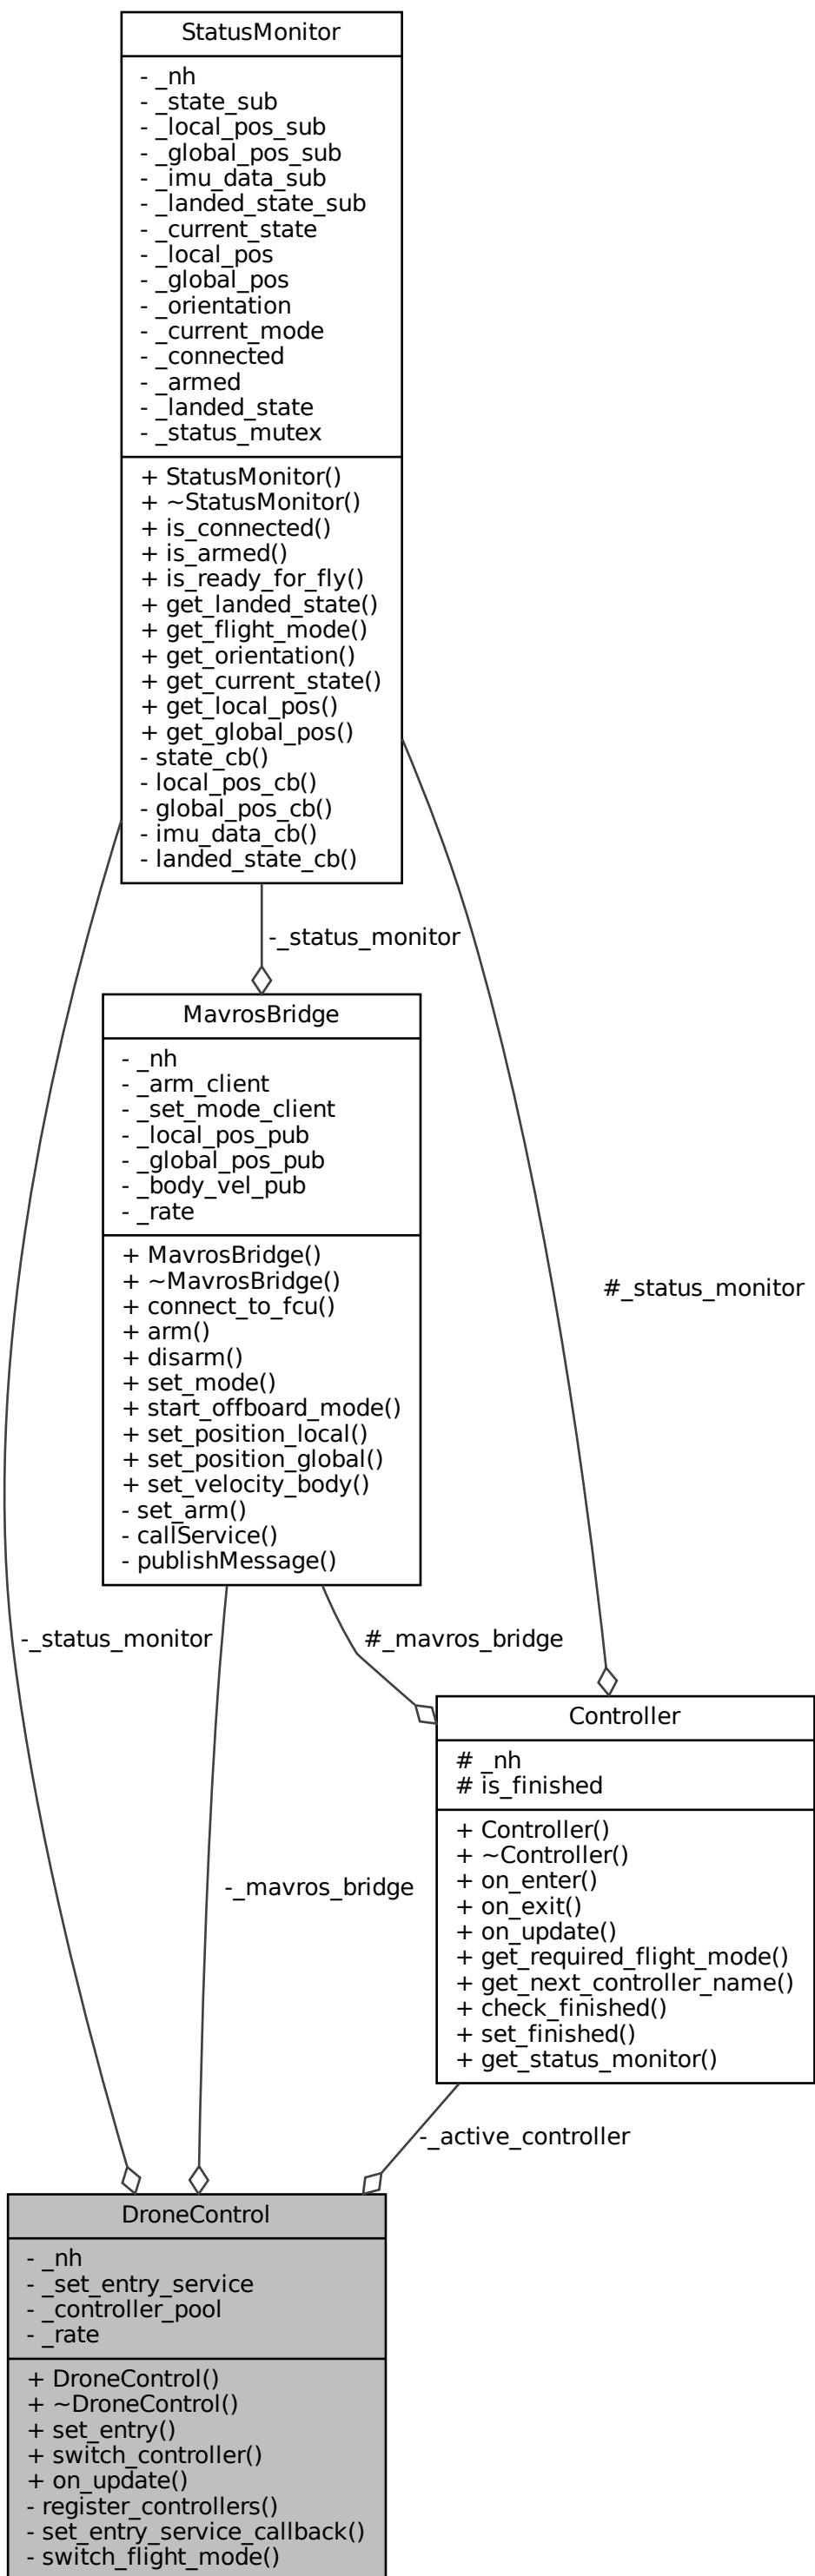 StatusMonitor
- _nh
- _state_sub
- _local_pos_sub
- _global_pos_sub
- _imu_data_sub
- _landed_state_sub
- _current_state
- _local_pos
- _global_pos
- _orientation
- _current_mode
- _connected
- _armed
- _landed_state
- _status_mutex
+ StatusMonitor()
+ ~StatusMonitor()
+ is_connected()
+ is_armed()
+ is_ready_for_fly()
+ get_landed_state()
+ get_flight_mode()
+ get_orientation()
+ get_current_state()
+ get_local_pos()
+ get_global_pos()
- state_cb()
- local_pos_cb()
- global_pos_cb()
- imu_data_cb()
- landed_state_cb()
-_status_monitor
MavrosBridge
- _nh
- _arm_client
- _set_mode_client
- _local_pos_pub
- _global_pos_pub
- _body_vel_pub
- _rate
+ MavrosBridge()
+ ~MavrosBridge()
+ connect_to_fcu()
+ arm()
+ disarm()
+ set_mode()
+ start_offboard_mode()
+ set_position_local()
+ set_position_global()
+ set_velocity_body()
- set_arm()
- callService()
- publishMessage()
#_status_monitor
-_status_monitor
#_mavros_bridge
Controller
# _nh
# is_finished
+ Controller()
+ ~Controller()
+ on_enter()
+ on_exit()
+ on_update()
+ get_required_flight_mode()
+ get_next_controller_name()
+ check_finished()
+ set_finished()
+ get_status_monitor()
-_mavros_bridge
-_active_controller
DroneControl
- _nh
- _set_entry_service
- _controller_pool
- _rate
+ DroneControl()
+ ~DroneControl()
+ set_entry()
+ switch_controller()
+ on_update()
- register_controllers()
- set_entry_service_callback()
- switch_flight_mode()